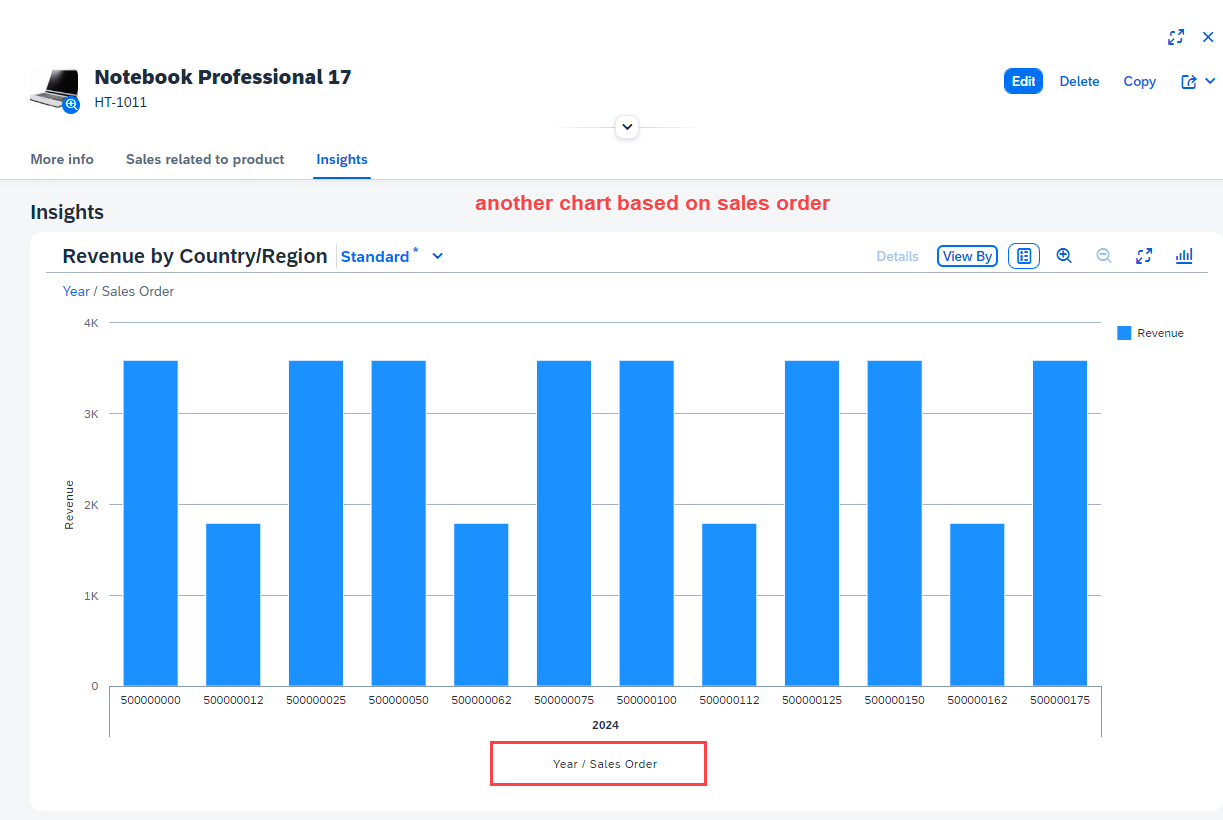 Notebook Professional 17
HT-1011
Edit Delete Copy
More info Sales related to product Insights
another chart based on sales order
Insights
Revenue by Country/Region Standard * Details View By
Year / Sales Order
4K
3K
2K
1K
0
Revenue
Revenue
500000000 500000012 500000025 500000050 500000062 500000075 500000100 500000112 500000125 500000150 500000162 500000175
2024
Year / Sales Order